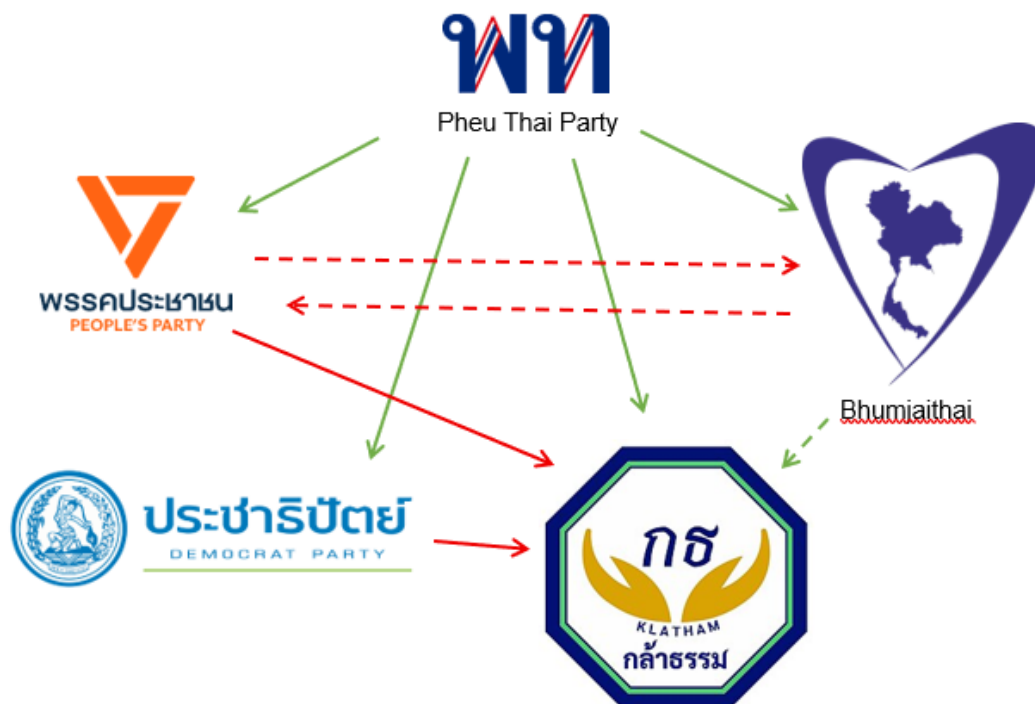 พท
Pheu Thai Party
พรรคประชาชน
PEOPLE'S PARTY
Bhumjaithai
ประชาธิปัตย์
DEMOCRAT PARTY
กธ
KLATHAM
กล้าธรรม